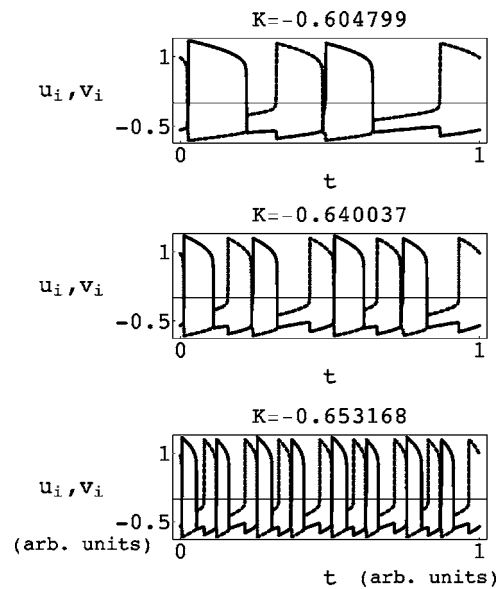 K=-0.604799
1
u_i,v_i
-0.5
0 1
t
K=-0.640037
1
u_i,v_i
-0.5
0 1
t
K=-0.653168
1
u_i,v_i
-0.5
(arb. units) 0 1
t (arb. units)